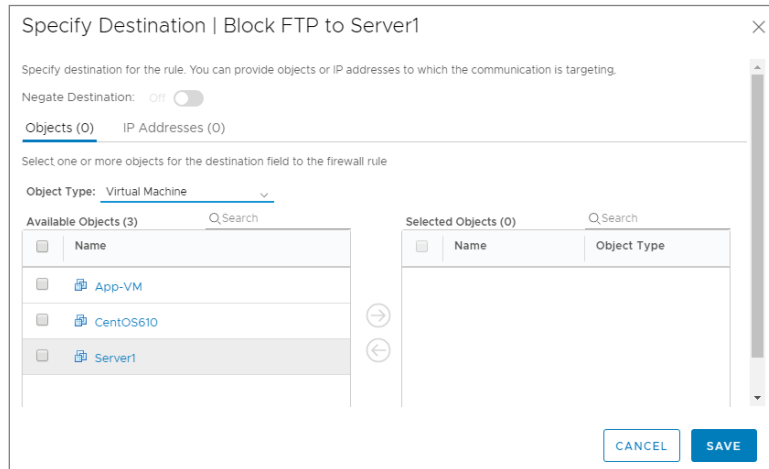 Specify Destination | Block FTP to Server1
Specify destination for the rule. You can provide objects or IP addresses to which the communication is targeting.
Negate Destination: Off
Objects (0) IP Addresses (0)
Select one or more objects for the destination field to the firewall rule
Object Type: Virtual Machine
Available Objects (3) Search Selected Objects (0) Search
Name Name Object Type
App-VM
CentOS610
Server1
CANCEL SAVE